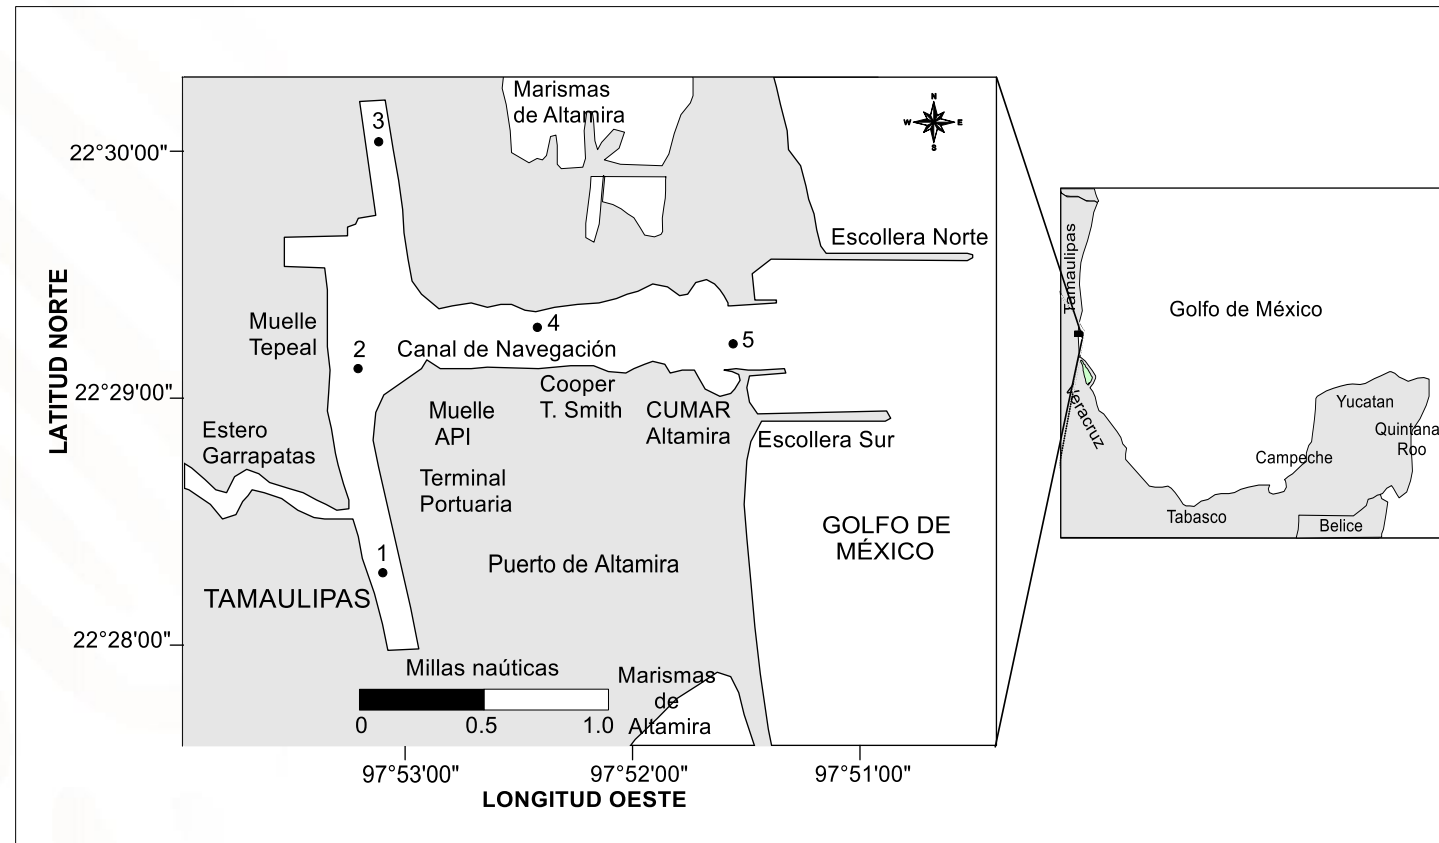 Marismas
de Altamira
N
W E
S
3
22°30'00"
Escollera Norte
LATITUD NORTE
Muelle
Tepeal
4
5
2
Canal de Navegación
22°29'00"
Cooper
T. Smith
Muelle
API
CUMAR
Altamira
Estero
Garrapatas
Escollera Sur
Terminal
Portuaria
GOLFO DE
MÉXICO
1
Puerto de Altamira
TAMAULIPAS
22°28'00"
Millas naúticas
0 0.5 1.0
Marismas
de
Altamira
97°53'00" 97°52'00" 97°51'00"
LONGITUD OESTE
Tamaulipas
Golfo de México
Veracruz
Yucatan
Quintana
Roo
Campeche
Tabasco
Belice